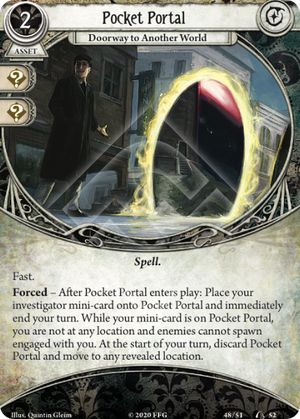 Pocket Portal
2
Doorway to Another World
ASSET
?
?
Spell.
Fast.
Forced – After Pocket Portal enters play: Place your
investigator mini-card onto Pocket Portal and immediately
end your turn. While your mini-card is on Pocket Portal,
you are not at any location and enemies cannot spawn
engaged with you. At the start of your turn, discard Pocket
Portal and move to any revealed location.
Illus. Quintin Gleim
© 2020 FFG
48/51
52